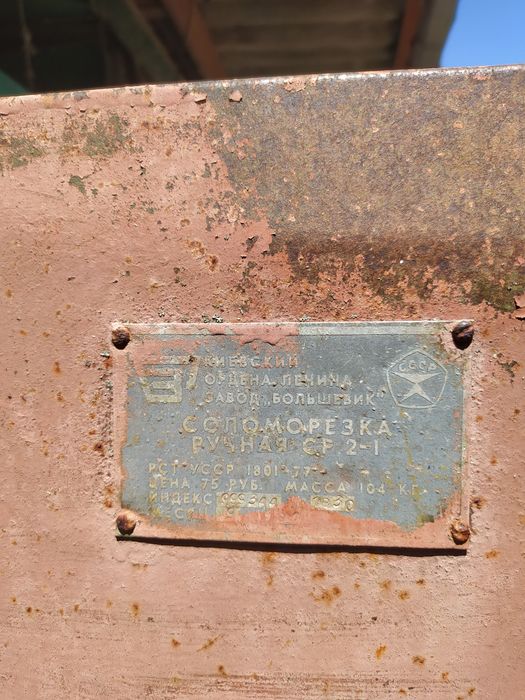 КИЕВСКИЙ
ОРДЕНА ЛЕНИНА
ЗАВОД „БОЛЬШЕВИК"
СССР
СОЛОМОРЕЗКА
РУЧНАЯ СР 2-1
РСТ УССР 1801-77
ЦЕНА 75 РУБ. МАССА 104 КГ.
ИНДЕКС